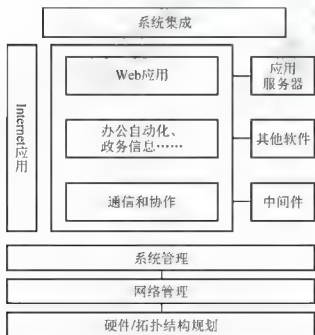 系统集成
Internet应用
Web应用
应用
服务器
办公自动化、
政务信息……
其他软件
通信和协作
中间件
系统管理
网络管理
硬件/拓扑结构规划